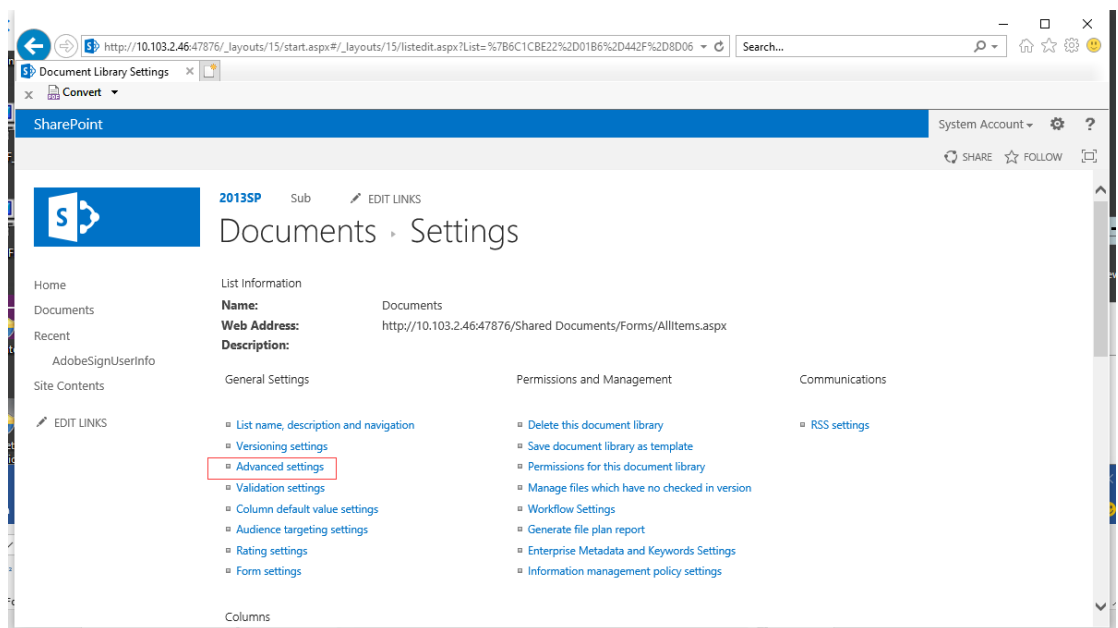 http://10.103.2.46:47876/_layouts/15/start.aspx#/_layouts/15/listedit.aspx?List=%7B6C1CBE22%2D01B6%2D442F%2D8D06
Search...
Document Library Settings
x Convert
SharePoint
System Account
?
SHARE FOLLOW
S
2013SP Sub EDIT LINKS
Documents Settings
Home
Documents
Recent
AdobeSignUserInfo
Site Contents
EDIT LINKS
List Information
Name: Documents
Web Address: http://10.103.2.46:47876/Shared Documents/Forms/AllItems.aspx
Description:
General Settings
List name, description and navigation
Versioning settings
Advanced settings
Validation settings
Column default value settings
Audience targeting settings
Rating settings
Form settings
Permissions and Management
Delete this document library
Save document library as template
Permissions for this document library
Manage files which have no checked in version
Workflow Settings
Generate file plan report
Enterprise Metadata and Keywords Settings
Information management policy settings
Communications
RSS settings
Columns